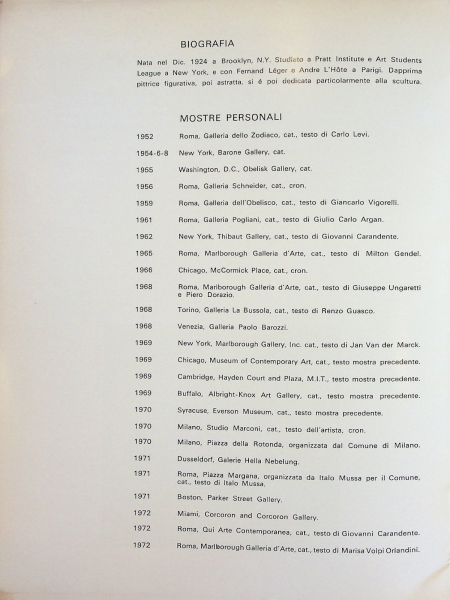 BIOGRAFIA
Nata nel Dic. 1924 a Brooklyn, N.Y. Studieto a Pratt Institute e Art Students
League a New York, e con Fernand Léger e Andre L'Hôte a Parigi. Dapprima
pittrice figurativa, poi astratta, si é poi dedicata particolarmente alla scultura.
MOSTRE PERSONALI
1952 Roma, Galleria dello Zodiaco, cat., testo di Carlo Levi.
1954-6-8 New York, Barone Gallery, cat.
1955 Washington, D.C., Obelisk Gallery, cat.
1956 Roma, Galleria Schneider, cat., cron.
1959 Roma, Galleria dell'Obelisco, cat., testo di Giancarlo Vigorelli.
1961 Roma, Galleria Pogliani, cat., testo di Giulio Carlo Argan.
1962 New York, Thibaut Gallery, cat., testo di Giovanni Carandente.
1965 Roma, Marlborough Galleria d'Arte, cat., testo di Milton Gendel.
1966 Chicago, McCormick Place, cat., cron.
1968 Roma, Marlborough Galleria d'Arte, cat., testo di Giuseppe Ungaretti
e Piero Dorazio.
1968 Torino, Galleria La Bussola, cat., testo di Renzo Guasco.
1968 Venezia, Galleria Paolo Barozzi.
1969 New York, Marlborough Gallery, Inc. cat., testo di Jan Van der Marck.
1969 Chicago, Museum of Contemporary Art, cat., testo mostra precedente.
1969 Cambridge, Hayden Court and Plaza, M.I.T., testo mostra precedente.
1969 Buffalo, Albright-Knox Art Gallery, cat., testo mostra precedente.
1970 Syracuse, Everson Museum, cat., testo mostra precedente.
1970 Milano, Studio Marconi, cat., testo dell'artista, cron.
1970 Milano, Piazza della Rotonda, organizzata dal Comune di Milano.
1971 Dusseldorf, Galerie Hella Nebelung.
1971 Roma, Piazza Margana, organizzata da Italo Mussa per il Comune,
cat., testo di Italo Mussa.
1971 Boston, Parker Street Gallery.
1972 Miami, Corcoron and Corcoron Gallery.
1972 Roma, Qui Arte Contemporanea, cat., testo di Giovanni Carandente.
1972 Roma, Marlborough Galleria d'Arte, cat., testo di Marisa Volpi Orlandini.